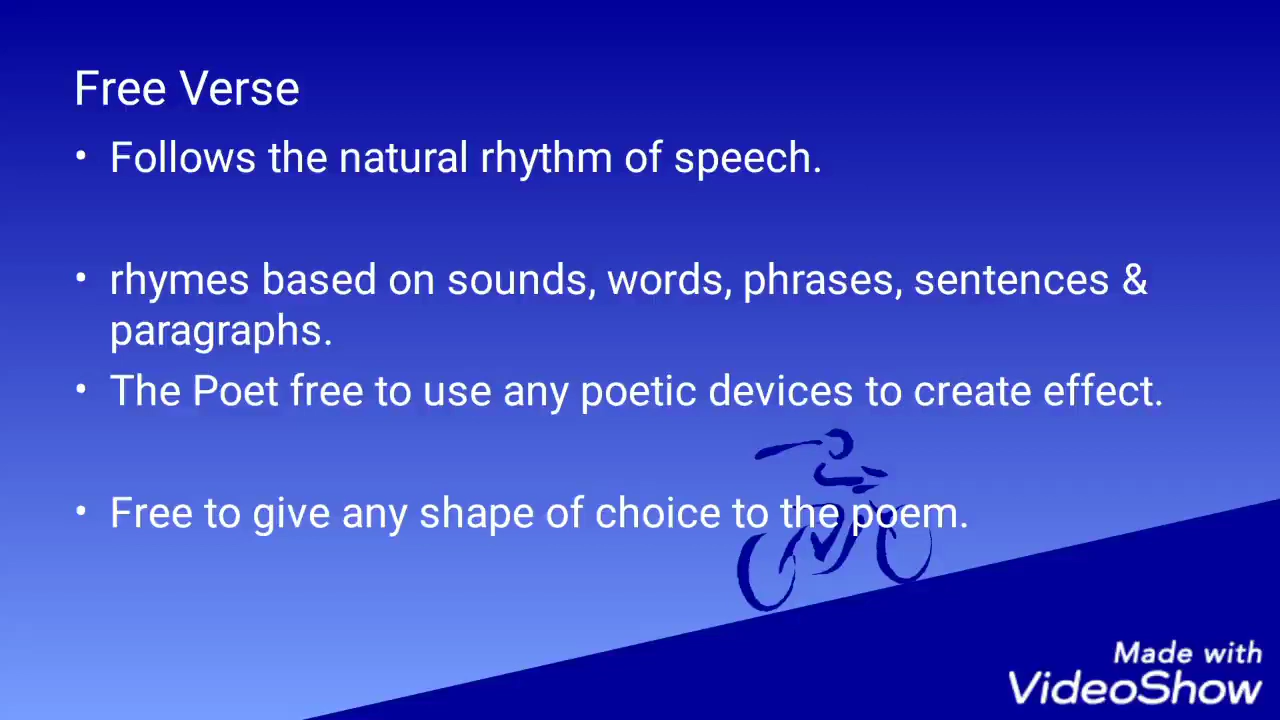 Free Verse
• Follows the natural rhythm of speech.
• rhymes based on sounds, words, phrases, sentences &
paragraphs.
• The Poet free to use any poetic devices to create effect.
• Free to give any shape of choice to the poem.
Made with
VideoShow